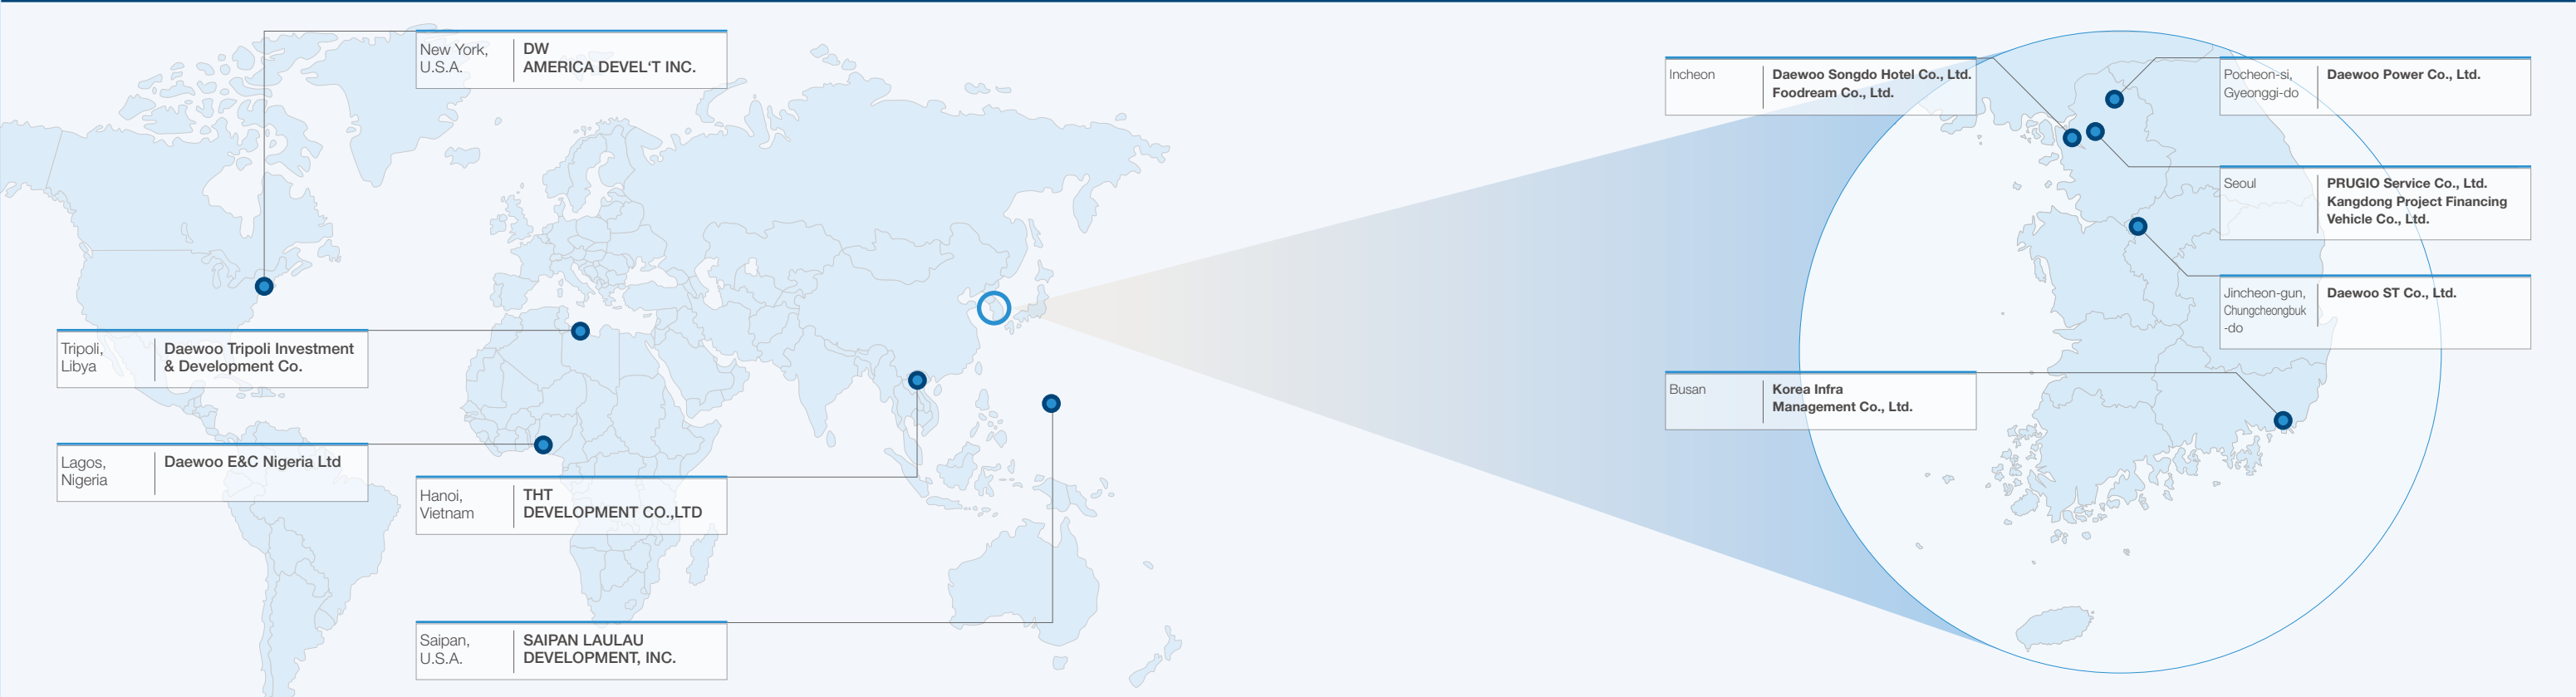 New York,
U.S.A.
DW
AMERICA DEVEL‘T INC.
Tripoli,
Libya
Daewoo Tripoli Investment
& Development Co.
Lagos,
Nigeria
Daewoo E&C Nigeria Ltd
Hanoi,
Vietnam
THT
DEVELOPMENT CO.,LTD
Saipan,
U.S.A.
SAIPAN LAULAU
DEVELOPMENT, INC.
Incheon
Daewoo Songdo Hotel Co., Ltd.
Foodream Co., Ltd.
Pocheon-si,
Gyeonggi-do
Daewoo Power Co., Ltd.
Seoul
PRUGIO Service Co., Ltd.
Kangdong Project Financing
Vehicle Co., Ltd.
Jincheon-gun,
Chungcheongbuk
-do
Daewoo ST Co., Ltd.
Busan
Korea Infra
Management Co., Ltd.